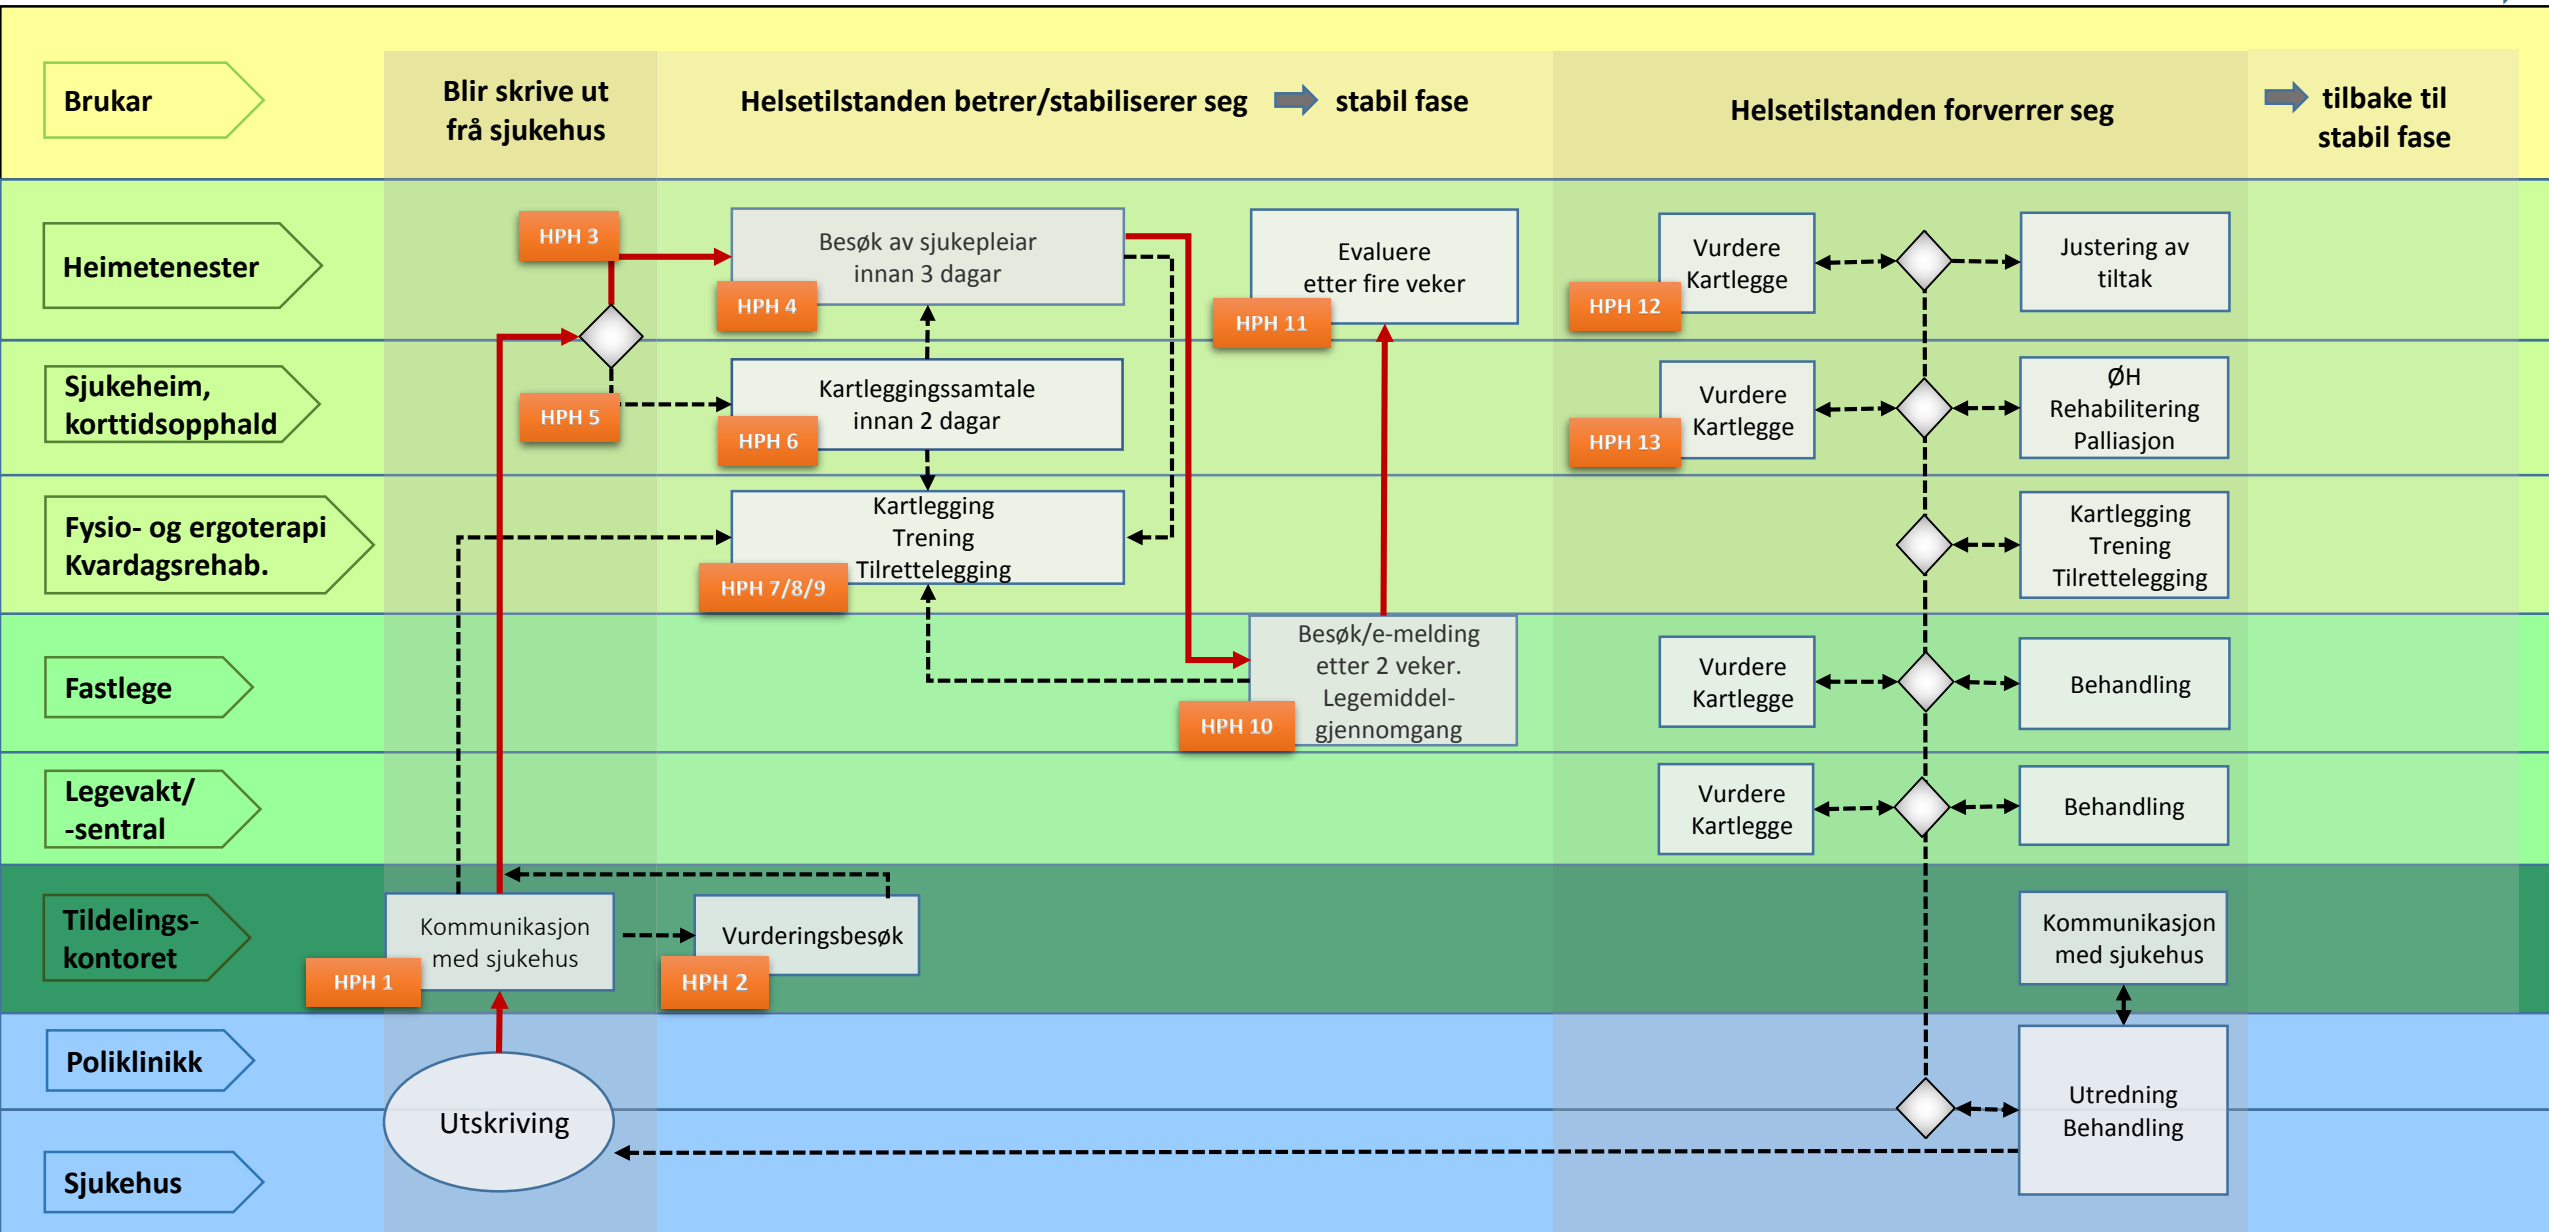 Brukar
Blir skrive ut
frå sjukehus
Helsetilstanden betrer/stabiliserer seg
stabil fase
Helsetilstanden forverrer seg
tilbake til
stabil fase
Heimetenester
HPH 3
Besøk av sjukepleiar
innan 3 dagar
HPH 4
Evaluere
etter fire veker
HPH 11
Vurdere
Kartlegge
HPH 12
Justering av
tiltak
Sjukeheim,
korttidsopphald
HPH 5
Kartleggingssamtale
innan 2 dagar
HPH 6
Vurdere
Kartlegge
HPH 13
ØH
Rehabilitering
Palliasjon
Fysio- og ergoterapi
Kvardagsrehab.
Kartlegging
Trening
Tilrettelegging
HPH 7/8/9
Kartlegging
Trening
Tilrettelegging
Fastlege
Besøk/e-melding
etter 2 veker.
Legemiddel-
gjennomgang
HPH 10
Vurdere
Kartlegge
Behandling
Legevakt/
-sentral
Vurdere
Kartlegge
Behandling
Tildelings-
kontoret
Kommunikasjon
med sjukehus
HPH 1
Vurderingsbesøk
HPH 2
Kommunikasjon
med sjukehus
Poliklinikk
Utskriving
Utredning
Behandling
Sjukehus